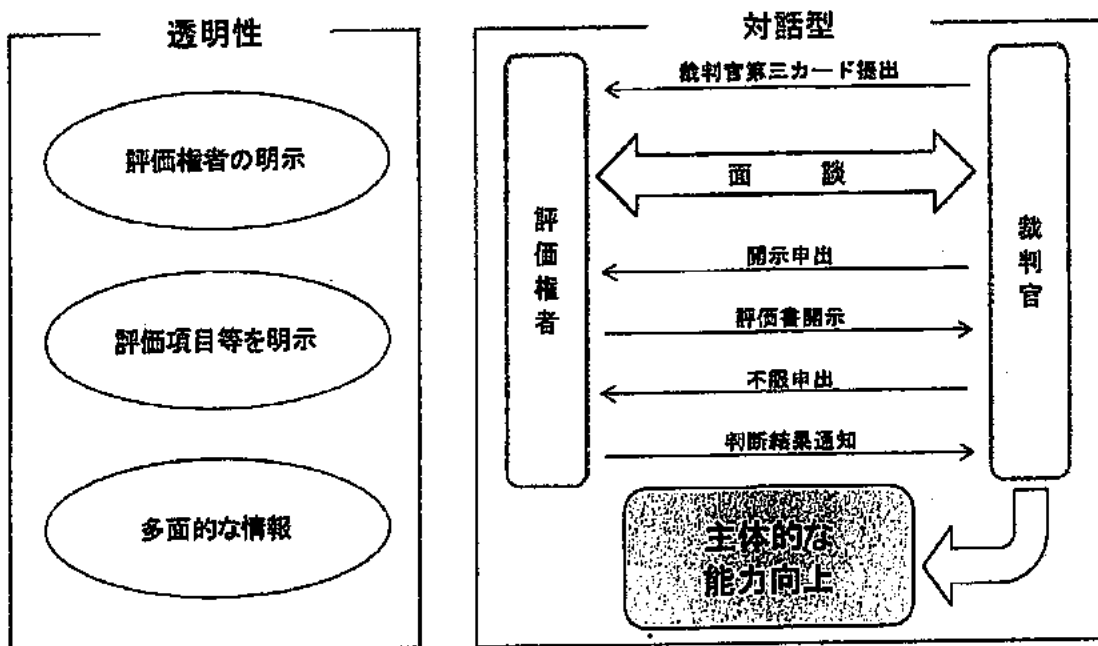 透明性
評価権者の明示
評価項目等を明示
多面的な情報
対話型
裁判官第三カード提出
面談
評価権者
裁判官
開示申出
評価書開示
不服申出
判断結果通知
主体的な
能力向上